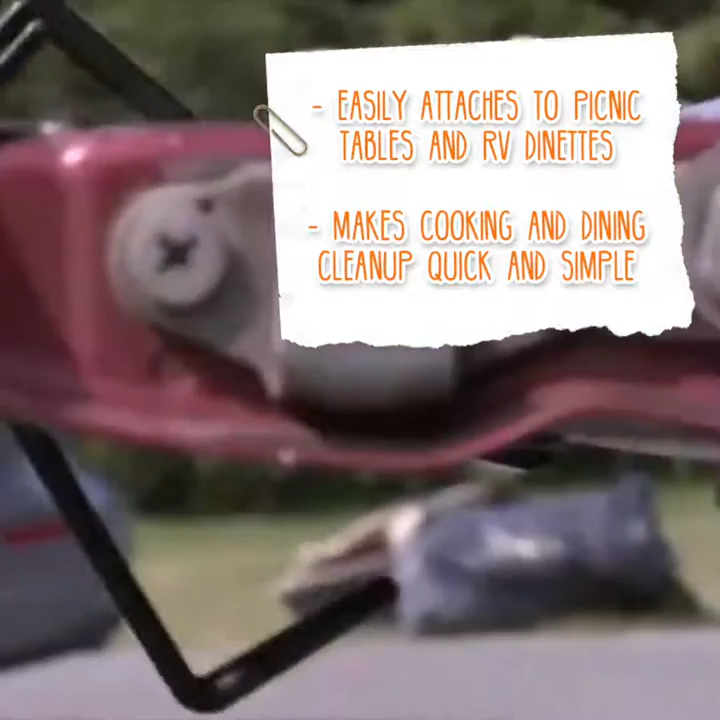 - EASILY ATTACHES TO PICNIC
TABLES AND RV DINETTES
- MAKES COOKING AND DINING
CLEANUP QUICK AND SIMPLE